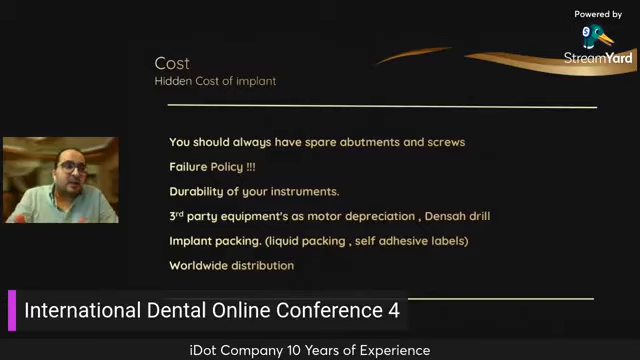 Powered by
StreamYard
Cost
Hidden Cost of implant
You should always have spare abutments and screws
Failure Policy !!!
Durability of your instruments.
3rd party equipment's as motor depreciation , Densah drill
Implant packing. (liquid packing , self adhesive labels)
Worldwide distribution
International Dental Online Conference 4
iDot Company 10 Years of Experience